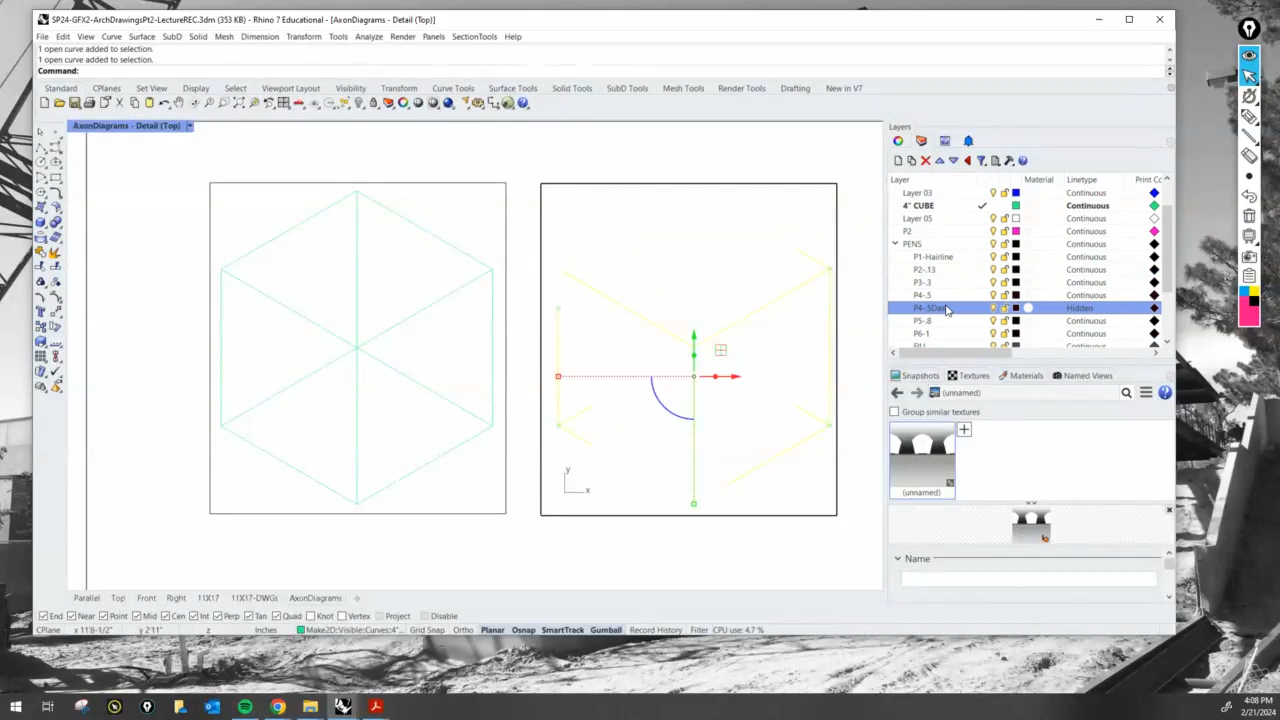 SP24-GFX2-ArchDrawingsPt2-LectureREC.3dm (353 KB) - Rhino 7 Educational - [AxonDiagrams - Detail (Top)]
File Edit View Curve Surface SubD Solid Mesh Dimension Transform Tools Analyze Render Panels SectionTools Help
1 open curve added to selection.
1 open curve added to selection.
Command:
Standard CPlanes Set View Display Select Viewport Layout Visibility Transform Curve Tools Surface Tools Solid Tools SubD Tools Mesh Tools Render Tools Drafting New in V7
AxonDiagrams - Detail (Top)
Layers
Layer Material Linetype Print Co
Layer 03 Continuous
4" CUBE Continuous
Layer 05 Continuous
P2 Continuous
PENS Continuous
P1-Hairline Continuous
P2-.13 Continuous
P3-.3 Continuous
P4-.5 Continuous
Hidden
P5-.8 Continuous
P6-1 Continuous
Snapshots Textures Materials Named Views
(unnamed)
Group similar textures
(unnamed)
Name
y
x
Parallel Top Front Right 11X17 11X17-DWGs AxonDiagrams
End Near Point Mid Cen Int Perp Tan Quad Knot Vertex Project Disable
CPlane x 11'8-1/2" y 2'11" z Inches Make2D::Visible::Curves::4"... Grid Snap Ortho Planar Osnap SmartTrack Gumball Record History Filter CPU use: 4.7 %
4:08 PM
2/21/2024